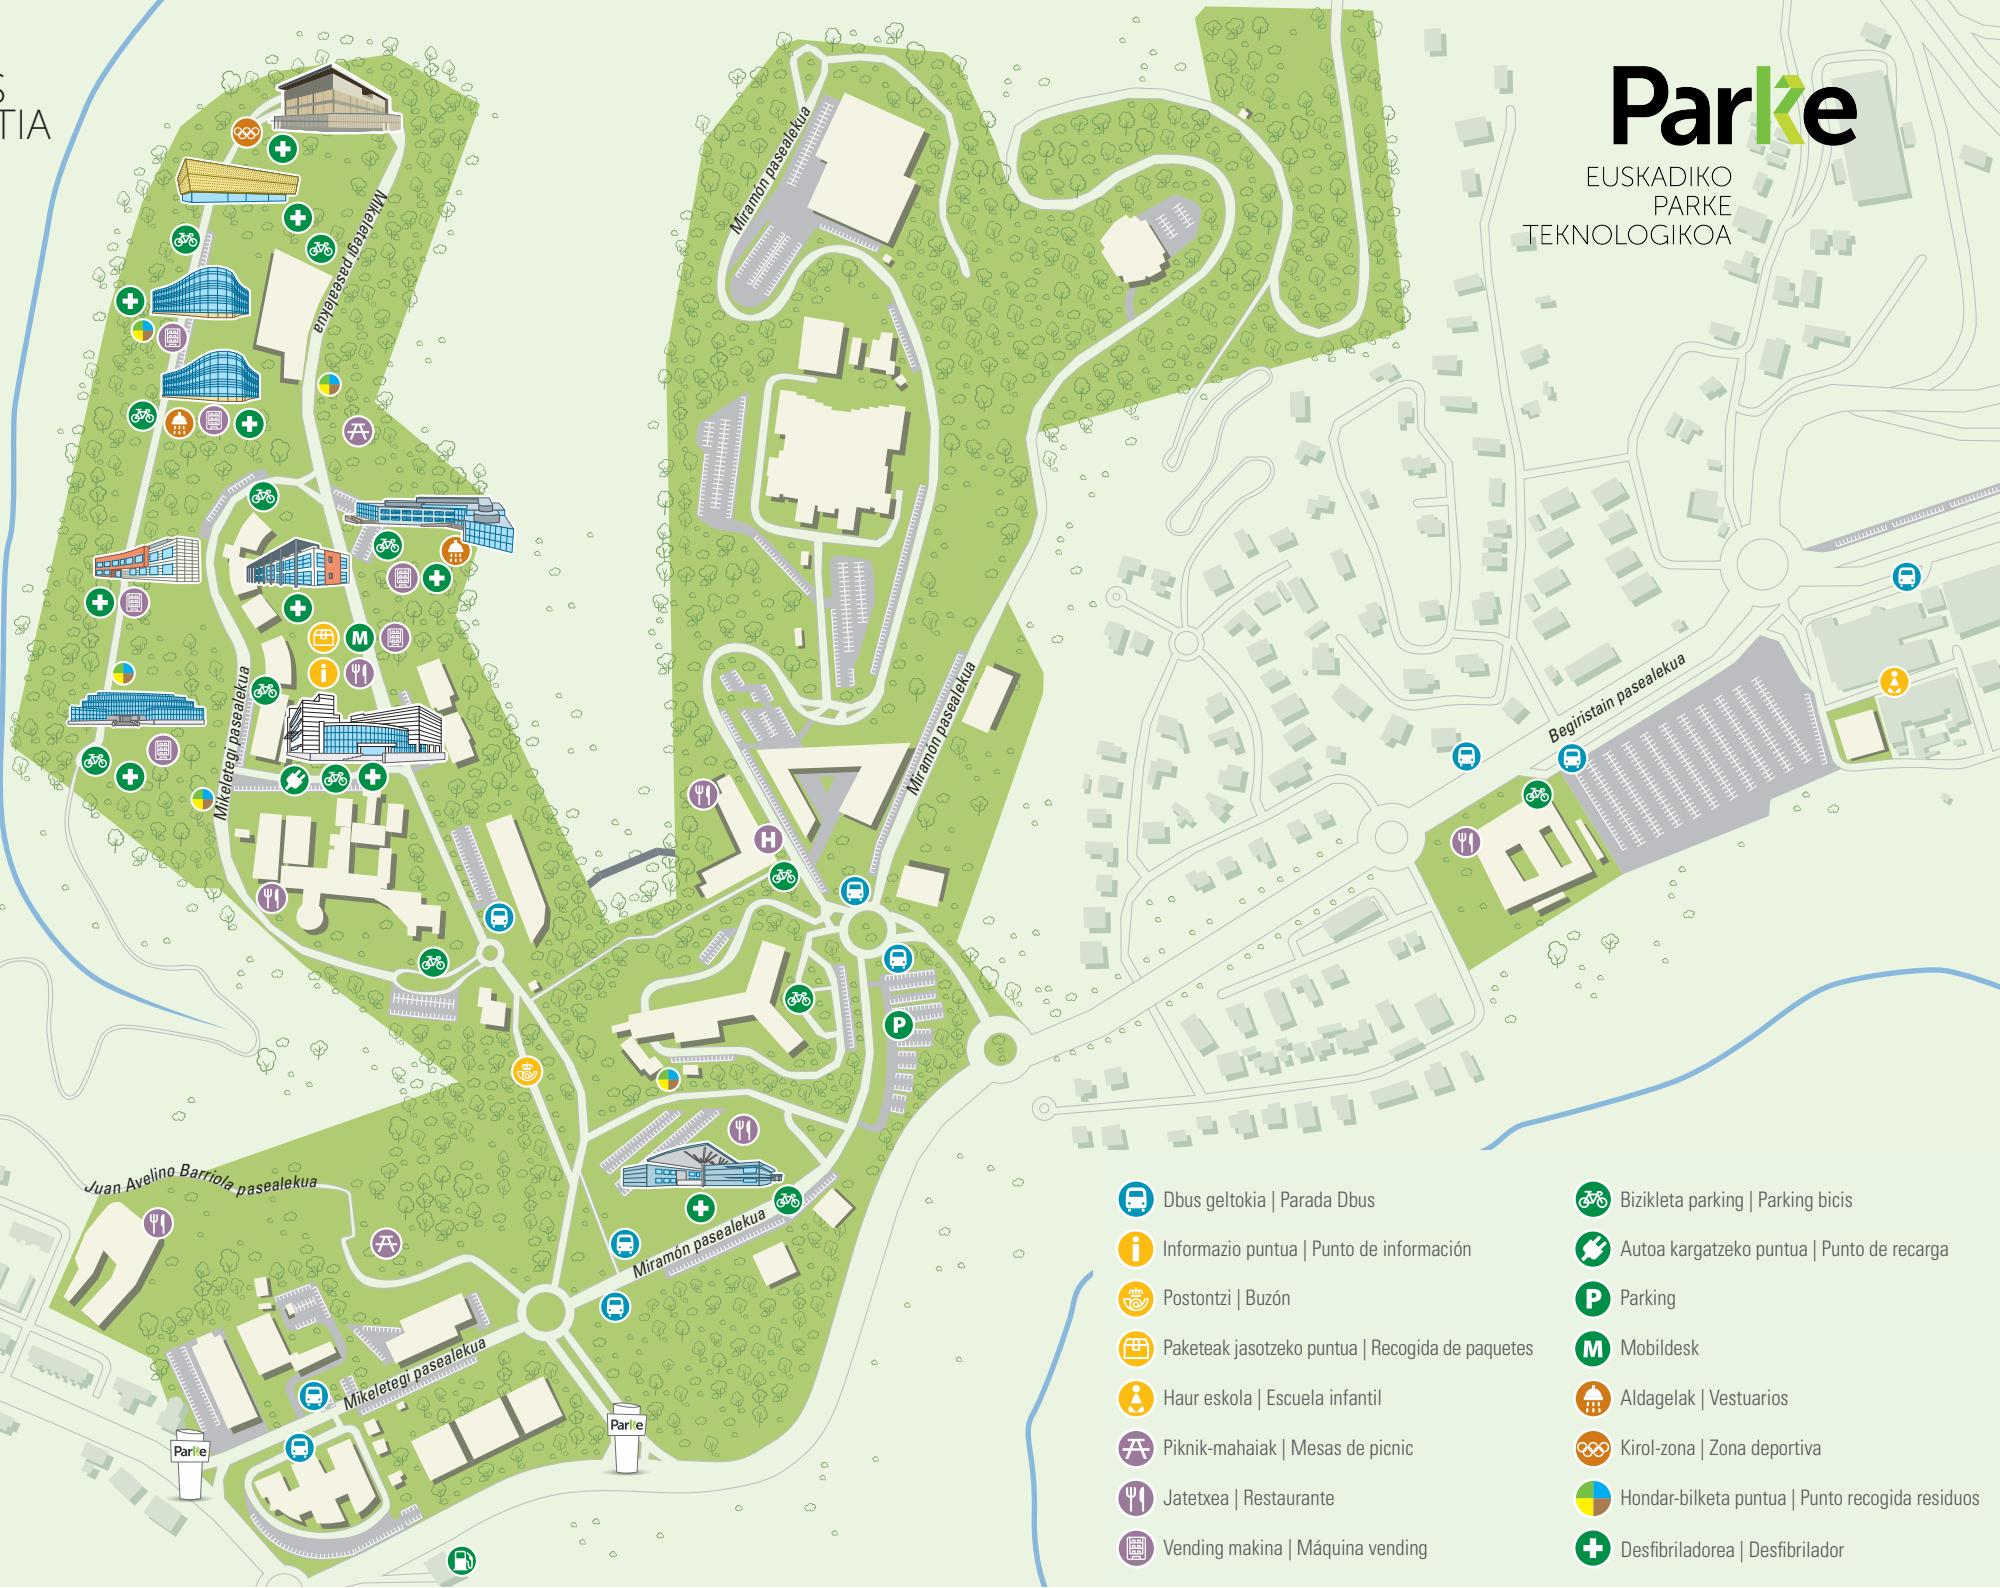 S
TIA
Parke
EUSKADIKO
PARKE
TEKNOLOGIKOA
Mikeletegi pasealekua
Mikeletegi pasealekua
Miramón pasealekua
Miramón pasealekua
Begiristain pasealekua
M
i
H
P
Juan Avelino Barriola pasealekua
Miramón pasealekua
Mikeletegi pasealekua
Parke
Parke
Dbus geltokia | Parada Dbus
i Informazio puntua | Punto de información
Postontzi | Buzón
Paketeak jasotzeko puntua | Recogida de paquetes
Haur eskola | Escuela infantil
Piknik-mahaiak | Mesas de picnic
Jatetxea | Restaurante
Vending makina | Máquina vending
Bizikleta parking | Parking bicis
Autoa kargatzeko puntua | Punto de recarga
P Parking
M Mobildesk
Aldagelak | Vestuarios
Kirol-zona | Zona deportiva
Hondar-bilketa puntua | Punto recogida residuos
Desfibriladorea | Desfibrilador